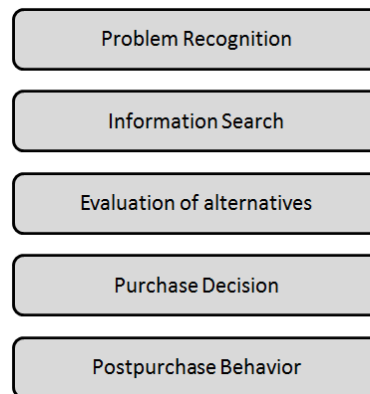 Problem Recognition
Information Search
Evaluation of alternatives
Purchase Decision
Postpurchase Behavior